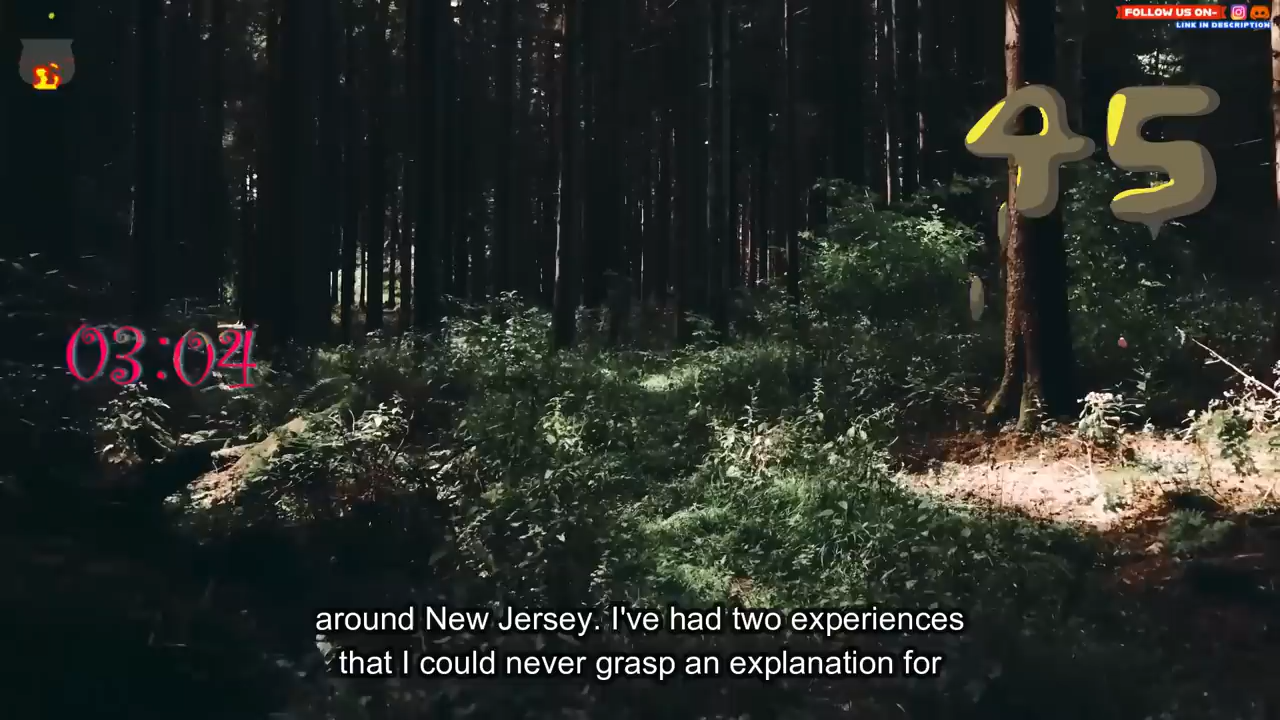 FOLLOW US ON-
LINK IN DESCRIPTION
45
03:04
around New Jersey. I've had two experiences
that I could never grasp an explanation for